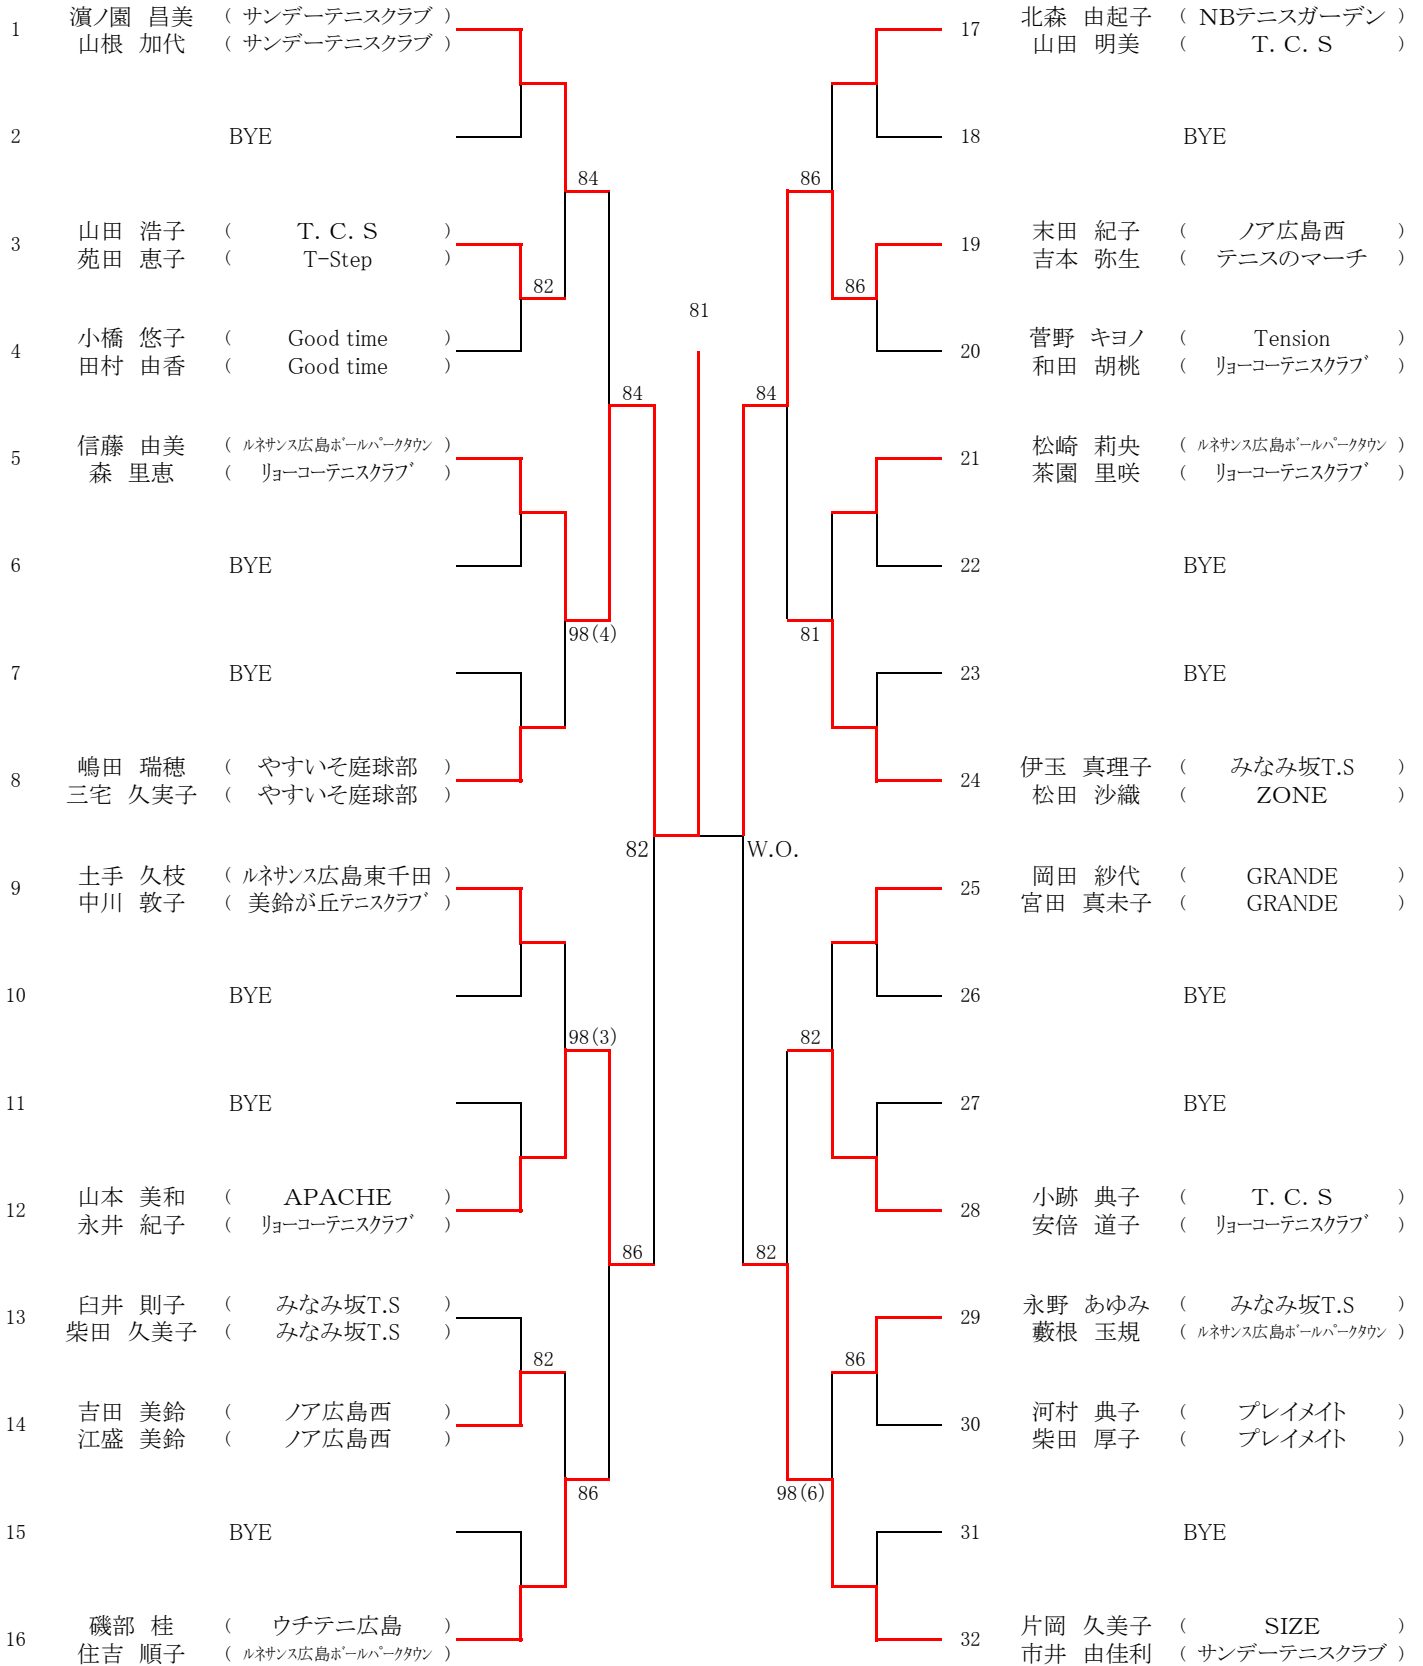 1 濵ノ園 昌美 ( サンデーテニスクラブ )
山根 加代 ( サンデーテニスクラブ )
2 BYE
84
3 山田 浩子 ( T. C. S )
苑田 恵子 ( T-Step )
82
4 小橋 悠子 ( Good time )
田村 由香 ( Good time )
84
5 信藤 由美 ( ルネサンス広島ボールパークタウン )
森 里恵 ( リョーコーテニスクラブ )
6 BYE
98(4)
7 BYE
8 嶋田 瑞穂 ( やすいそ庭球部 )
三宅 久実子 ( やすいそ庭球部 )
82
9 土手 久枝 ( ルネサンス広島東千田 )
中川 敦子 ( 美鈴が丘テニスクラブ )
10 BYE
98(3)
11 BYE
12 山本 美和 ( APACHE )
永井 紀子 ( リョーコーテニスクラブ )
86
13 臼井 則子 ( みなみ坂T.S )
柴田 久美子 ( みなみ坂T.S )
82
14 吉田 美鈴 ( ノア広島西 )
江盛 美鈴 ( ノア広島西 )
86
15 BYE
16 磯部 桂 ( ウチテニ広島 )
住吉 順子 ( ルネサンス広島ボールパークタウン )
81
17 北森 由起子 ( NBテニスガーデン )
山田 明美 ( T. C. S )
18 BYE
86
19 末田 紀子 ( ノア広島西 )
吉本 弥生 ( テニスのマーチ )
86
20 菅野 キヨノ ( Tension )
和田 胡桃 ( リョーコーテニスクラブ )
84
21 松崎 莉央 ( ルネサンス広島ボールパークタウン )
茶園 里咲 ( リョーコーテニスクラブ )
22 BYE
81
23 BYE
24 伊玉 真理子 ( みなみ坂T.S )
松田 沙織 ( ZONE )
W.O.
25 岡田 紗代 ( GRANDE )
宮田 真未子 ( GRANDE )
26 BYE
82
27 BYE
28 小跡 典子 ( T. C. S )
安倍 道子 ( リョーコーテニスクラブ )
82
29 永野 あゆみ ( みなみ坂T.S )
藪根 玉規 ( ルネサンス広島ボールパークタウン )
86
30 河村 典子 ( プレイメイト )
柴田 厚子 ( プレイメイト )
98(6)
31 BYE
32 片岡 久美子 ( SIZE )
市井 由佳利 ( サンデーテニスクラブ )